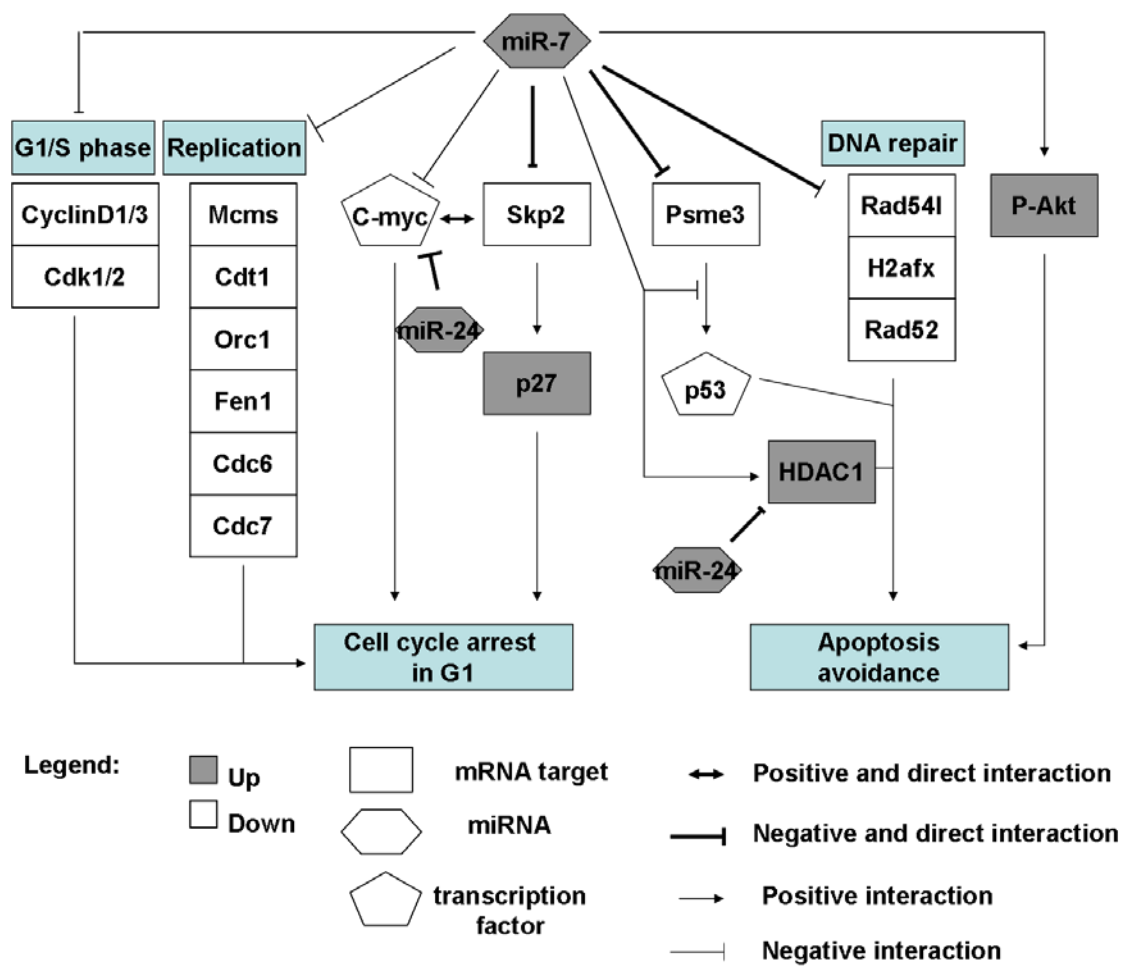 miR-7
G1/S phase
Replication
DNA repair
CyclinD1/3
Cdk1/2
Mcms
Cdt1
Orc1
Fen1
Cdc6
Cdc7
C-myc
Skp2
Psme3
Rad54l
H2afx
Rad52
P-Akt
miR-24
p27
p53
HDAC1
miR-24
Cell cycle arrest
in G1
Apoptosis
avoidance
Legend:
Up
Down
mRNA target
miRNA
transcription
factor
Positive and direct interaction
Negative and direct interaction
Positive interaction
Negative interaction